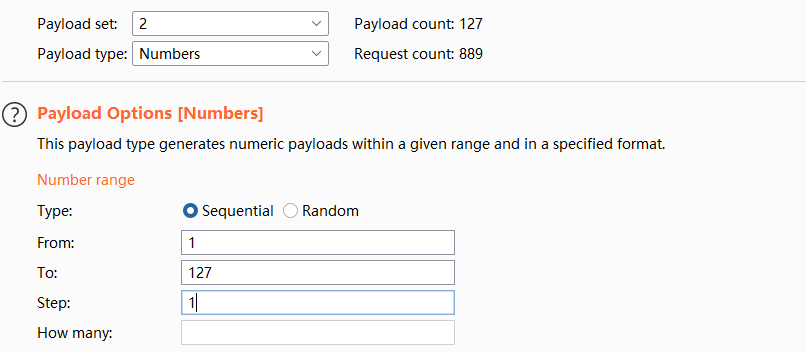 Payload set: 2 Payload count: 127
Payload type: Numbers Request count: 889
? Payload Options [Numbers]
This payload type generates numeric payloads within a given range and in a specified format.
Number range
Type: Sequential Random
From: 1
To: 127
Step: 1
How many: